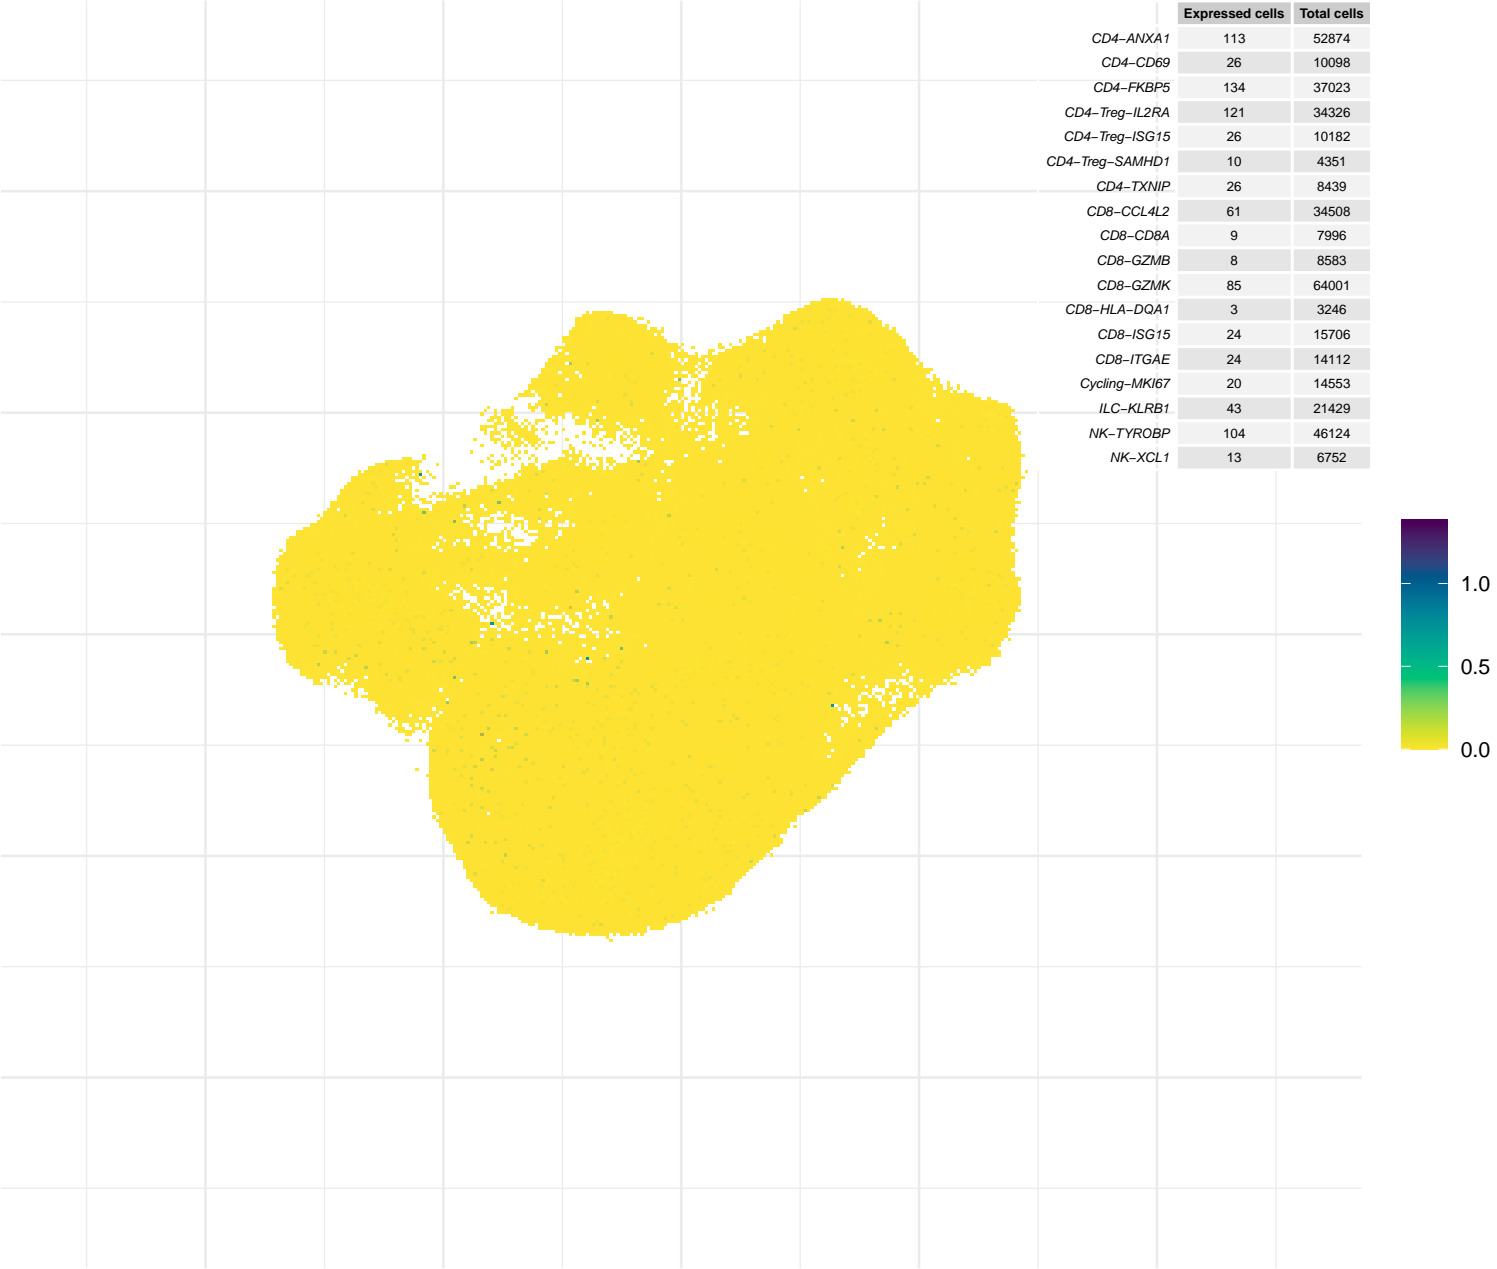 Expressed cells Total cells
CD4−ANXA1 113 52874
CD4−CD69 26 10098
CD4−FKBP5 134 37023
CD4−Treg−IL2RA 121 34326
CD4−Treg−ISG15 26 10182
CD4−Treg−SAMHD1 10 4351
CD4−TXNIP 26 8439
CD8−CCL4L2 61 34508
CD8−CD8A 9 7996
CD8−GZMB 8 8583
CD8−GZMK 85 64001
CD8−HLA−DQA1 3 3246
CD8−ISG15 24 15706
CD8−ITGAE 24 14112
Cycling−MKI67 20 14553
ILC−KLRB1 43 21429
NK−TYROBP 104 46124
NK−XCL1 13 6752
1.0
0.5
0.0